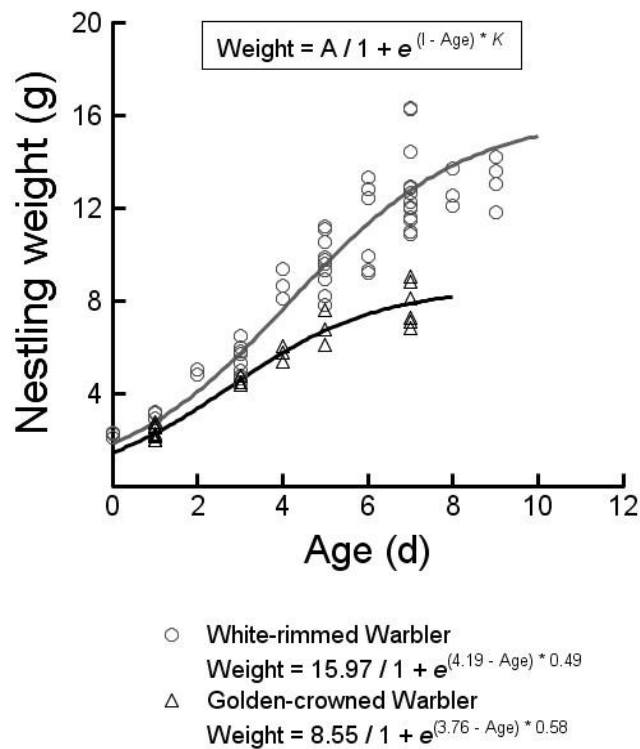 Weight = A / 1 + e (I - Age) * K
Nestling weight (g)
20
16
12
8
4
0 2 4 6 8 10 12
Age (d)
White-rimmed Warbler
Weight = 15.97 / 1 + e(4.19 - Age) * 0.49
Golden-crowned Warbler
Weight = 8.55 / 1 + e(3.76 - Age) * 0.58